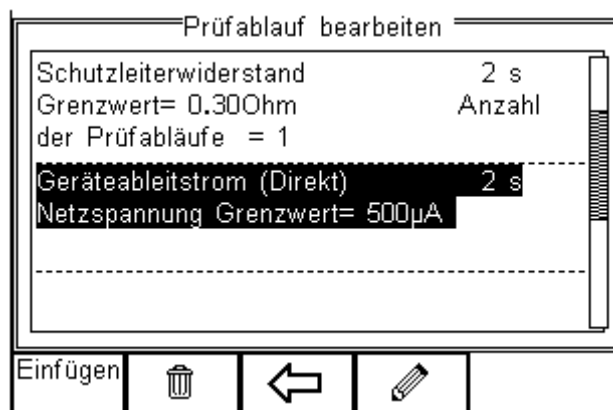 Prüfablauf bearbeiten
Schutzleiterwiderstand 2 s
Grenzwert= 0.30Ohm Anzahl
der Prüfabläufe = 1
Geräteableitstrom (Direkt) 2 s
Netzspannung Grenzwert= 500µA
Einfügen